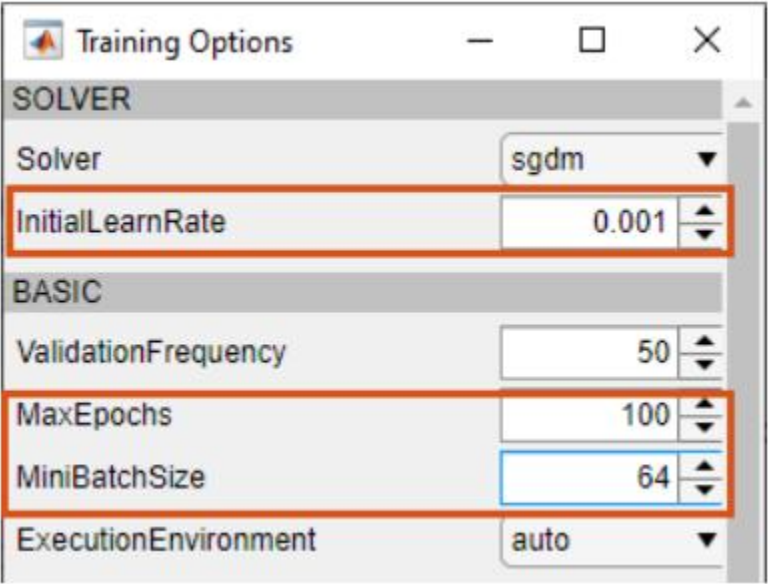 Training Options
SOLVER
Solver sgdm
InitialLearnRate 0.001
BASIC
ValidationFrequency 50
MaxEpochs 100
MiniBatchSize 64
ExecutionEnvironment auto